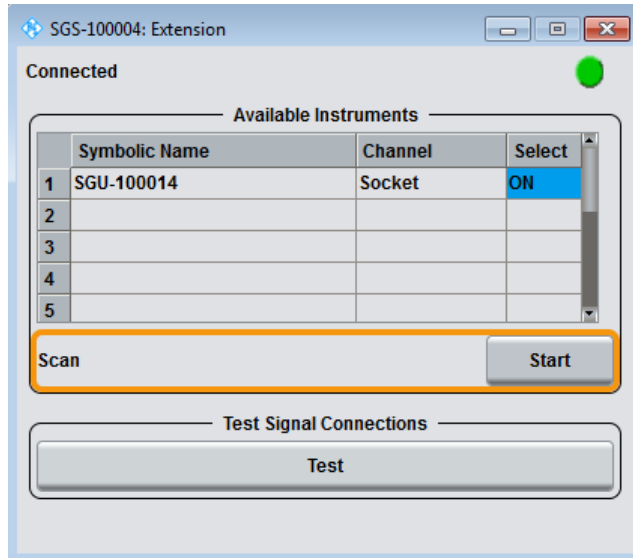 SGS-100004: Extension
Connected
Available Instruments
Symbolic Name Channel Select
1 SGU-100014 Socket ON
2
3
4
5
Scan Start
Test Signal Connections
Test